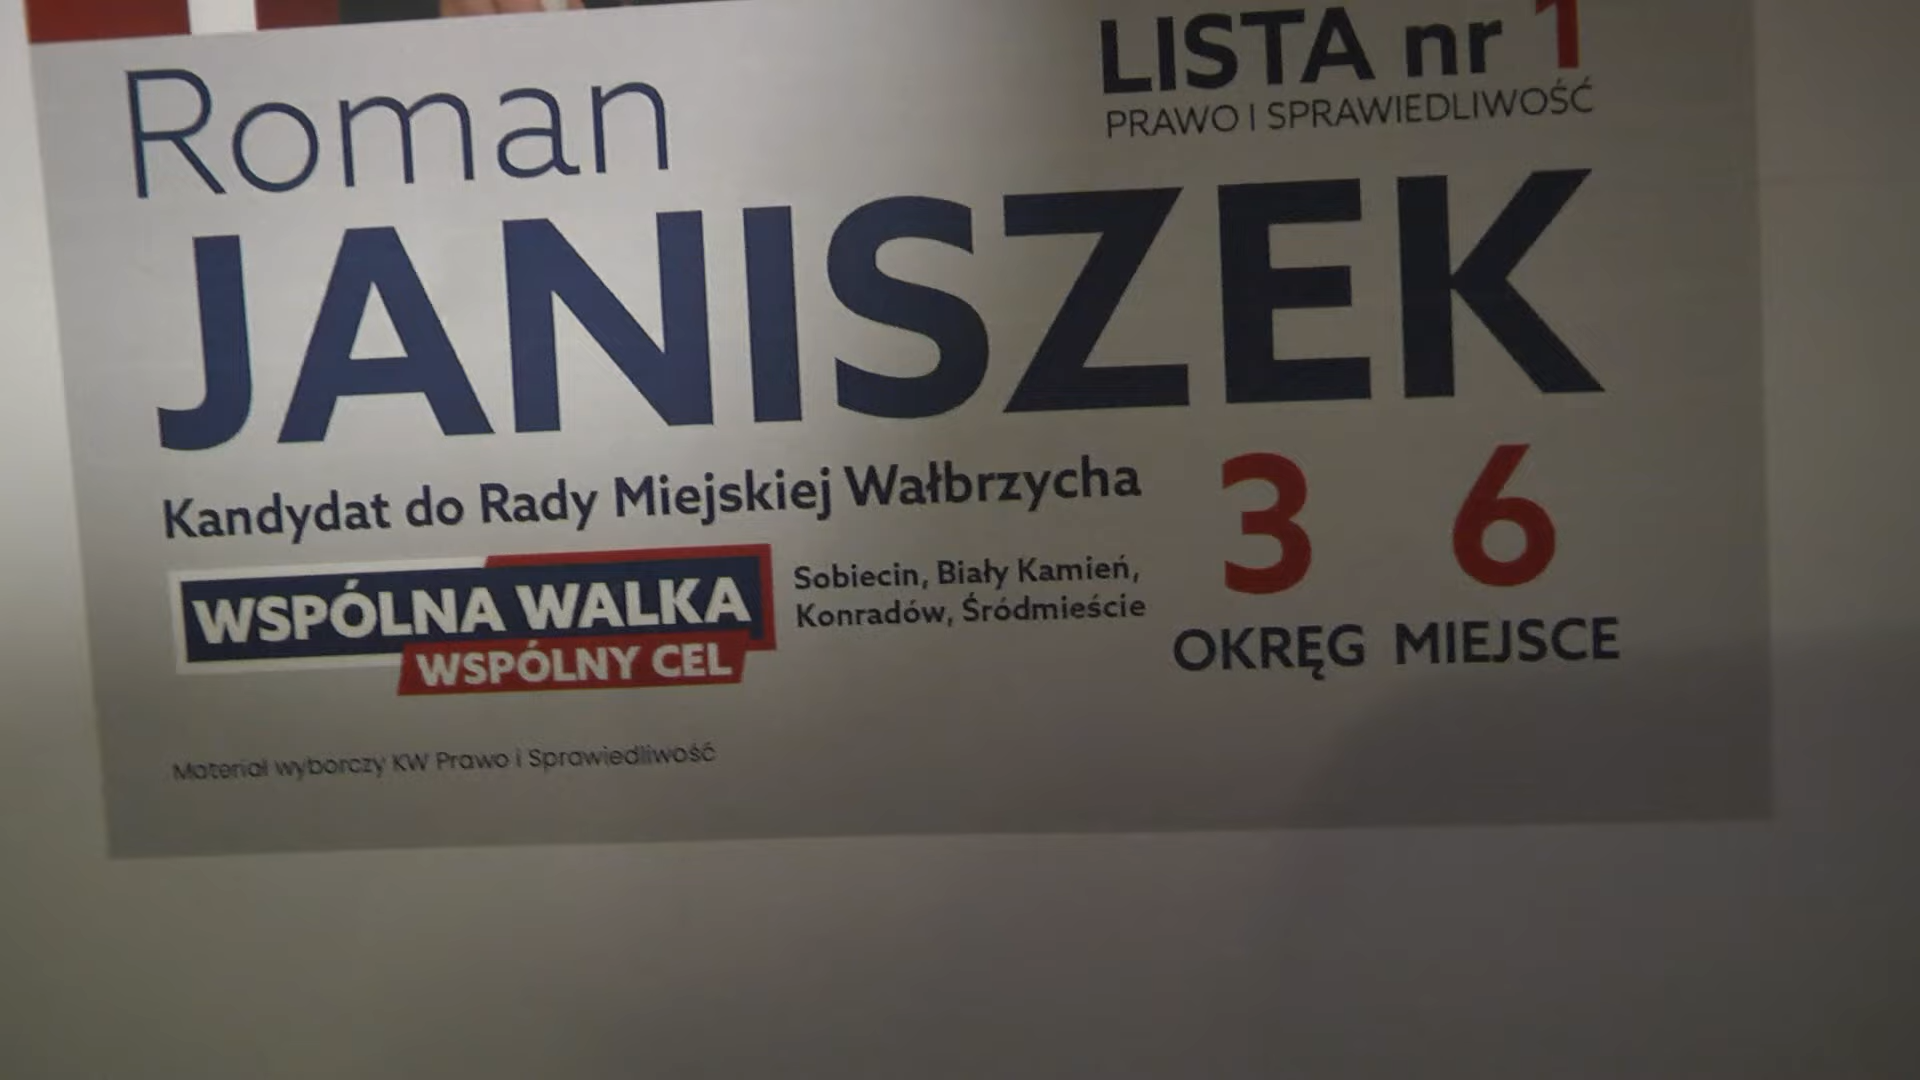 LISTA nr 1
PRAWO I SPRAWIEDLIWOŚĆ
Roman
JANISZEK
Kandydat do Rady Miejskiej Wałbrzycha
WSPÓLNA WALKA
WSPÓLNY CEL
Sobiecin, Biały Kamień,
Konradów, Śródmieście
3 6
OKRĘG MIEJSCE
Materiał wyborczy KW Prawo i Sprawiedliwość